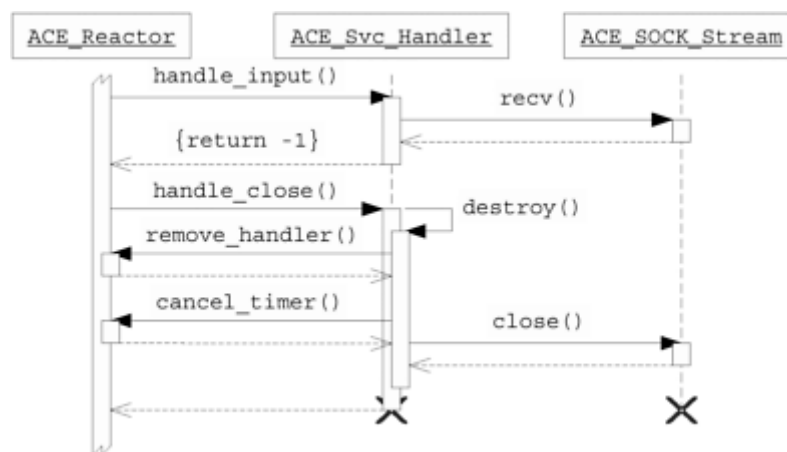 ACE_Reactor
ACE_Svc_Handler
ACE_SOCK_Stream
handle_input()
recv()
{return -1}
handle_close()
destroy()
remove_handler()
cancel_timer()
close()